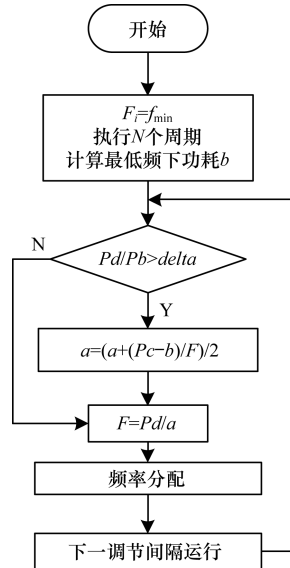 开始
Fi=fmin
执行N个周期
计算最低频下功耗b
N
Pd/Pb>delta
Y
a=(a+(Pc−b)/F)/2
F=Pd/a
频率分配
下一调节间隔运行